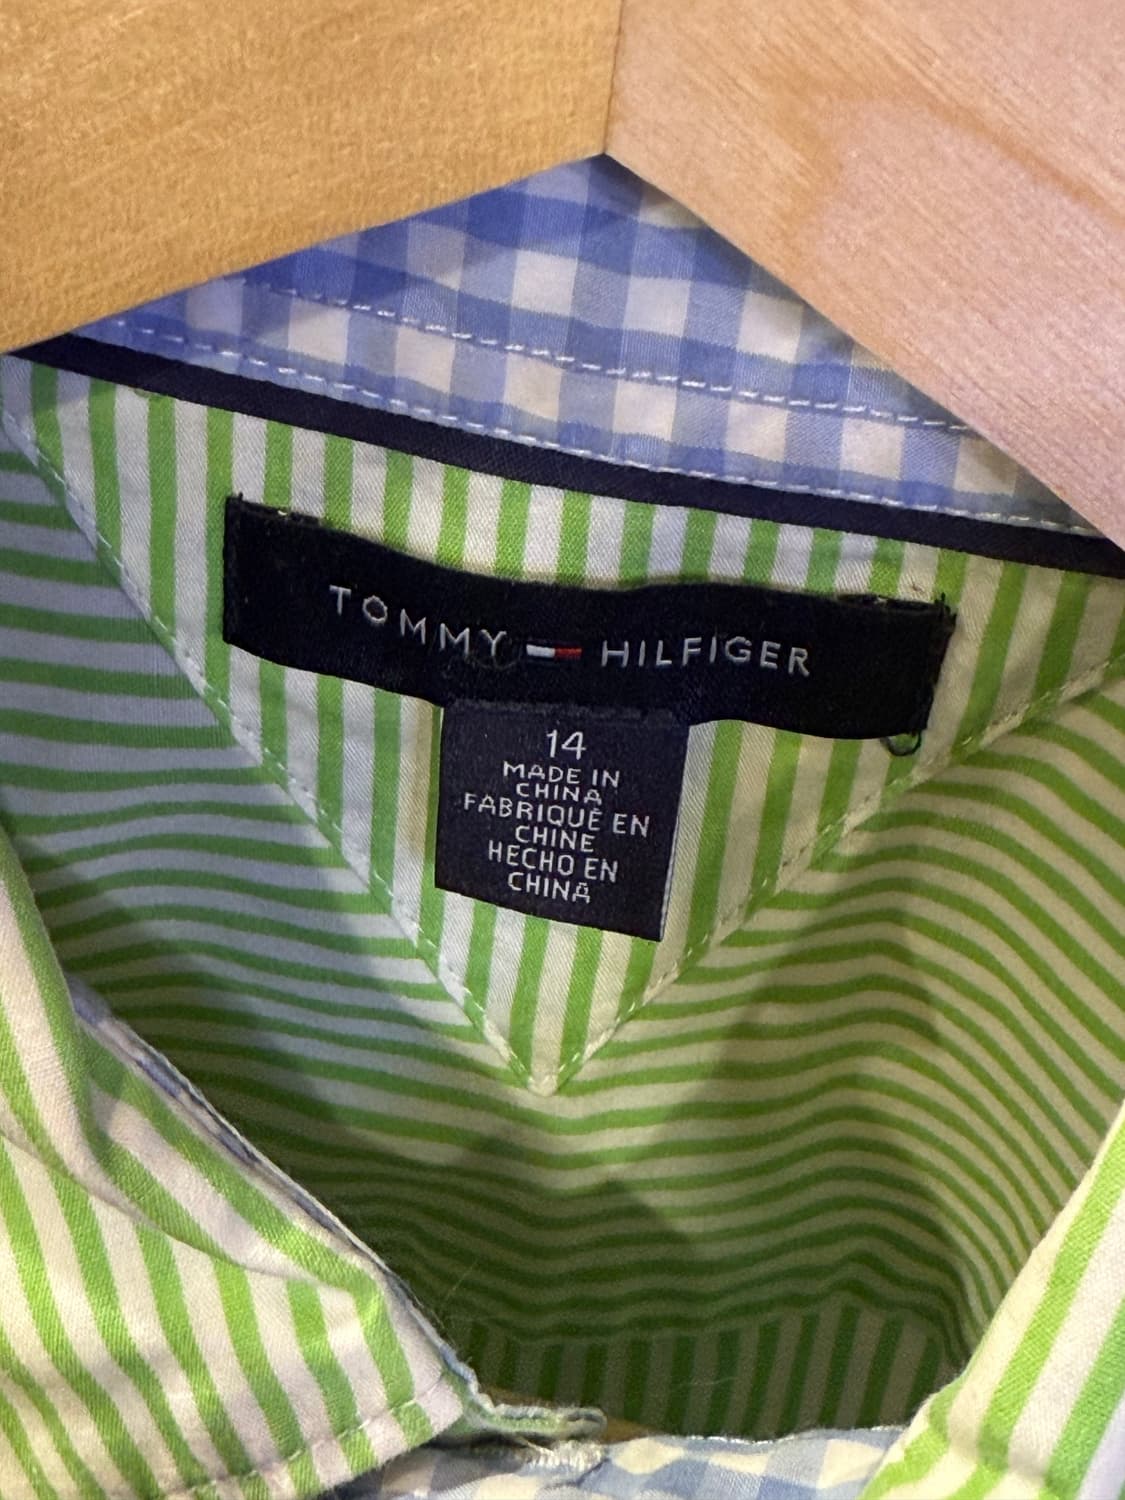 TOMMY HILFIGER
14
MADE IN
CHINA
FABRIQUÉ EN
CHINE
HECHO EN
CHINA